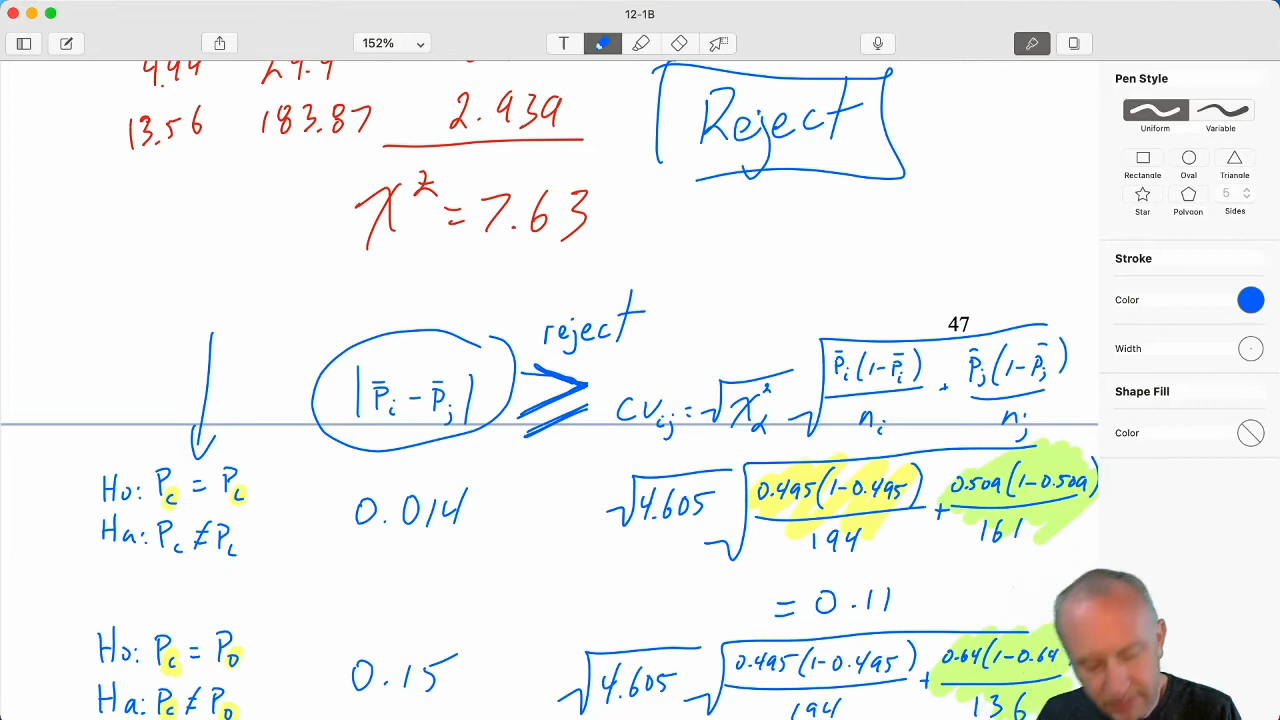 12-1B
152%
T
Pen Style
Uniform Variable
Rectangle Oval Triangle
Star Polygon 5 Sides
Stroke
Color
Width
Shape Fill
Color
4.44 29.9
13.56 183.87 2.939
Reject
χ² = 7.63
reject
47
|p̄i - p̄j| > CVij = √χ²α √p̄i(1-p̄i)/ni + p̄j(1-p̄j)/nj
Ho: Pc = PL 0.014 √4.605 √0.495(1-0.495)/194 + 0.509(1-0.509)/161
Ha: Pc ≠ PL
= 0.11
Ho: Pc = Po 0.15 √4.605 √0.495(1-0.495)/194 + 0.64(1-0.64/136
Ha: Pc ≠ Po